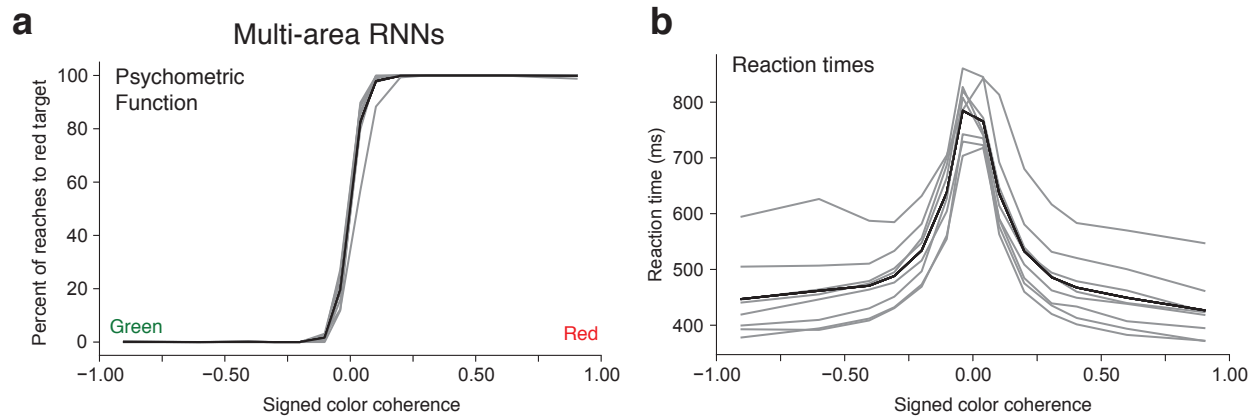 a
Multi-area RNNs
Psychometric
Function
Percent of reaches to red target
100
80
60
40
20
0
Green
Red
−1.00
−0.50
0.00
0.50
1.00
Signed color coherence
b
Reaction times
Reaction time (ms)
800
700
600
500
400
−1.00
−0.50
0.00
0.50
1.00
Signed color coherence